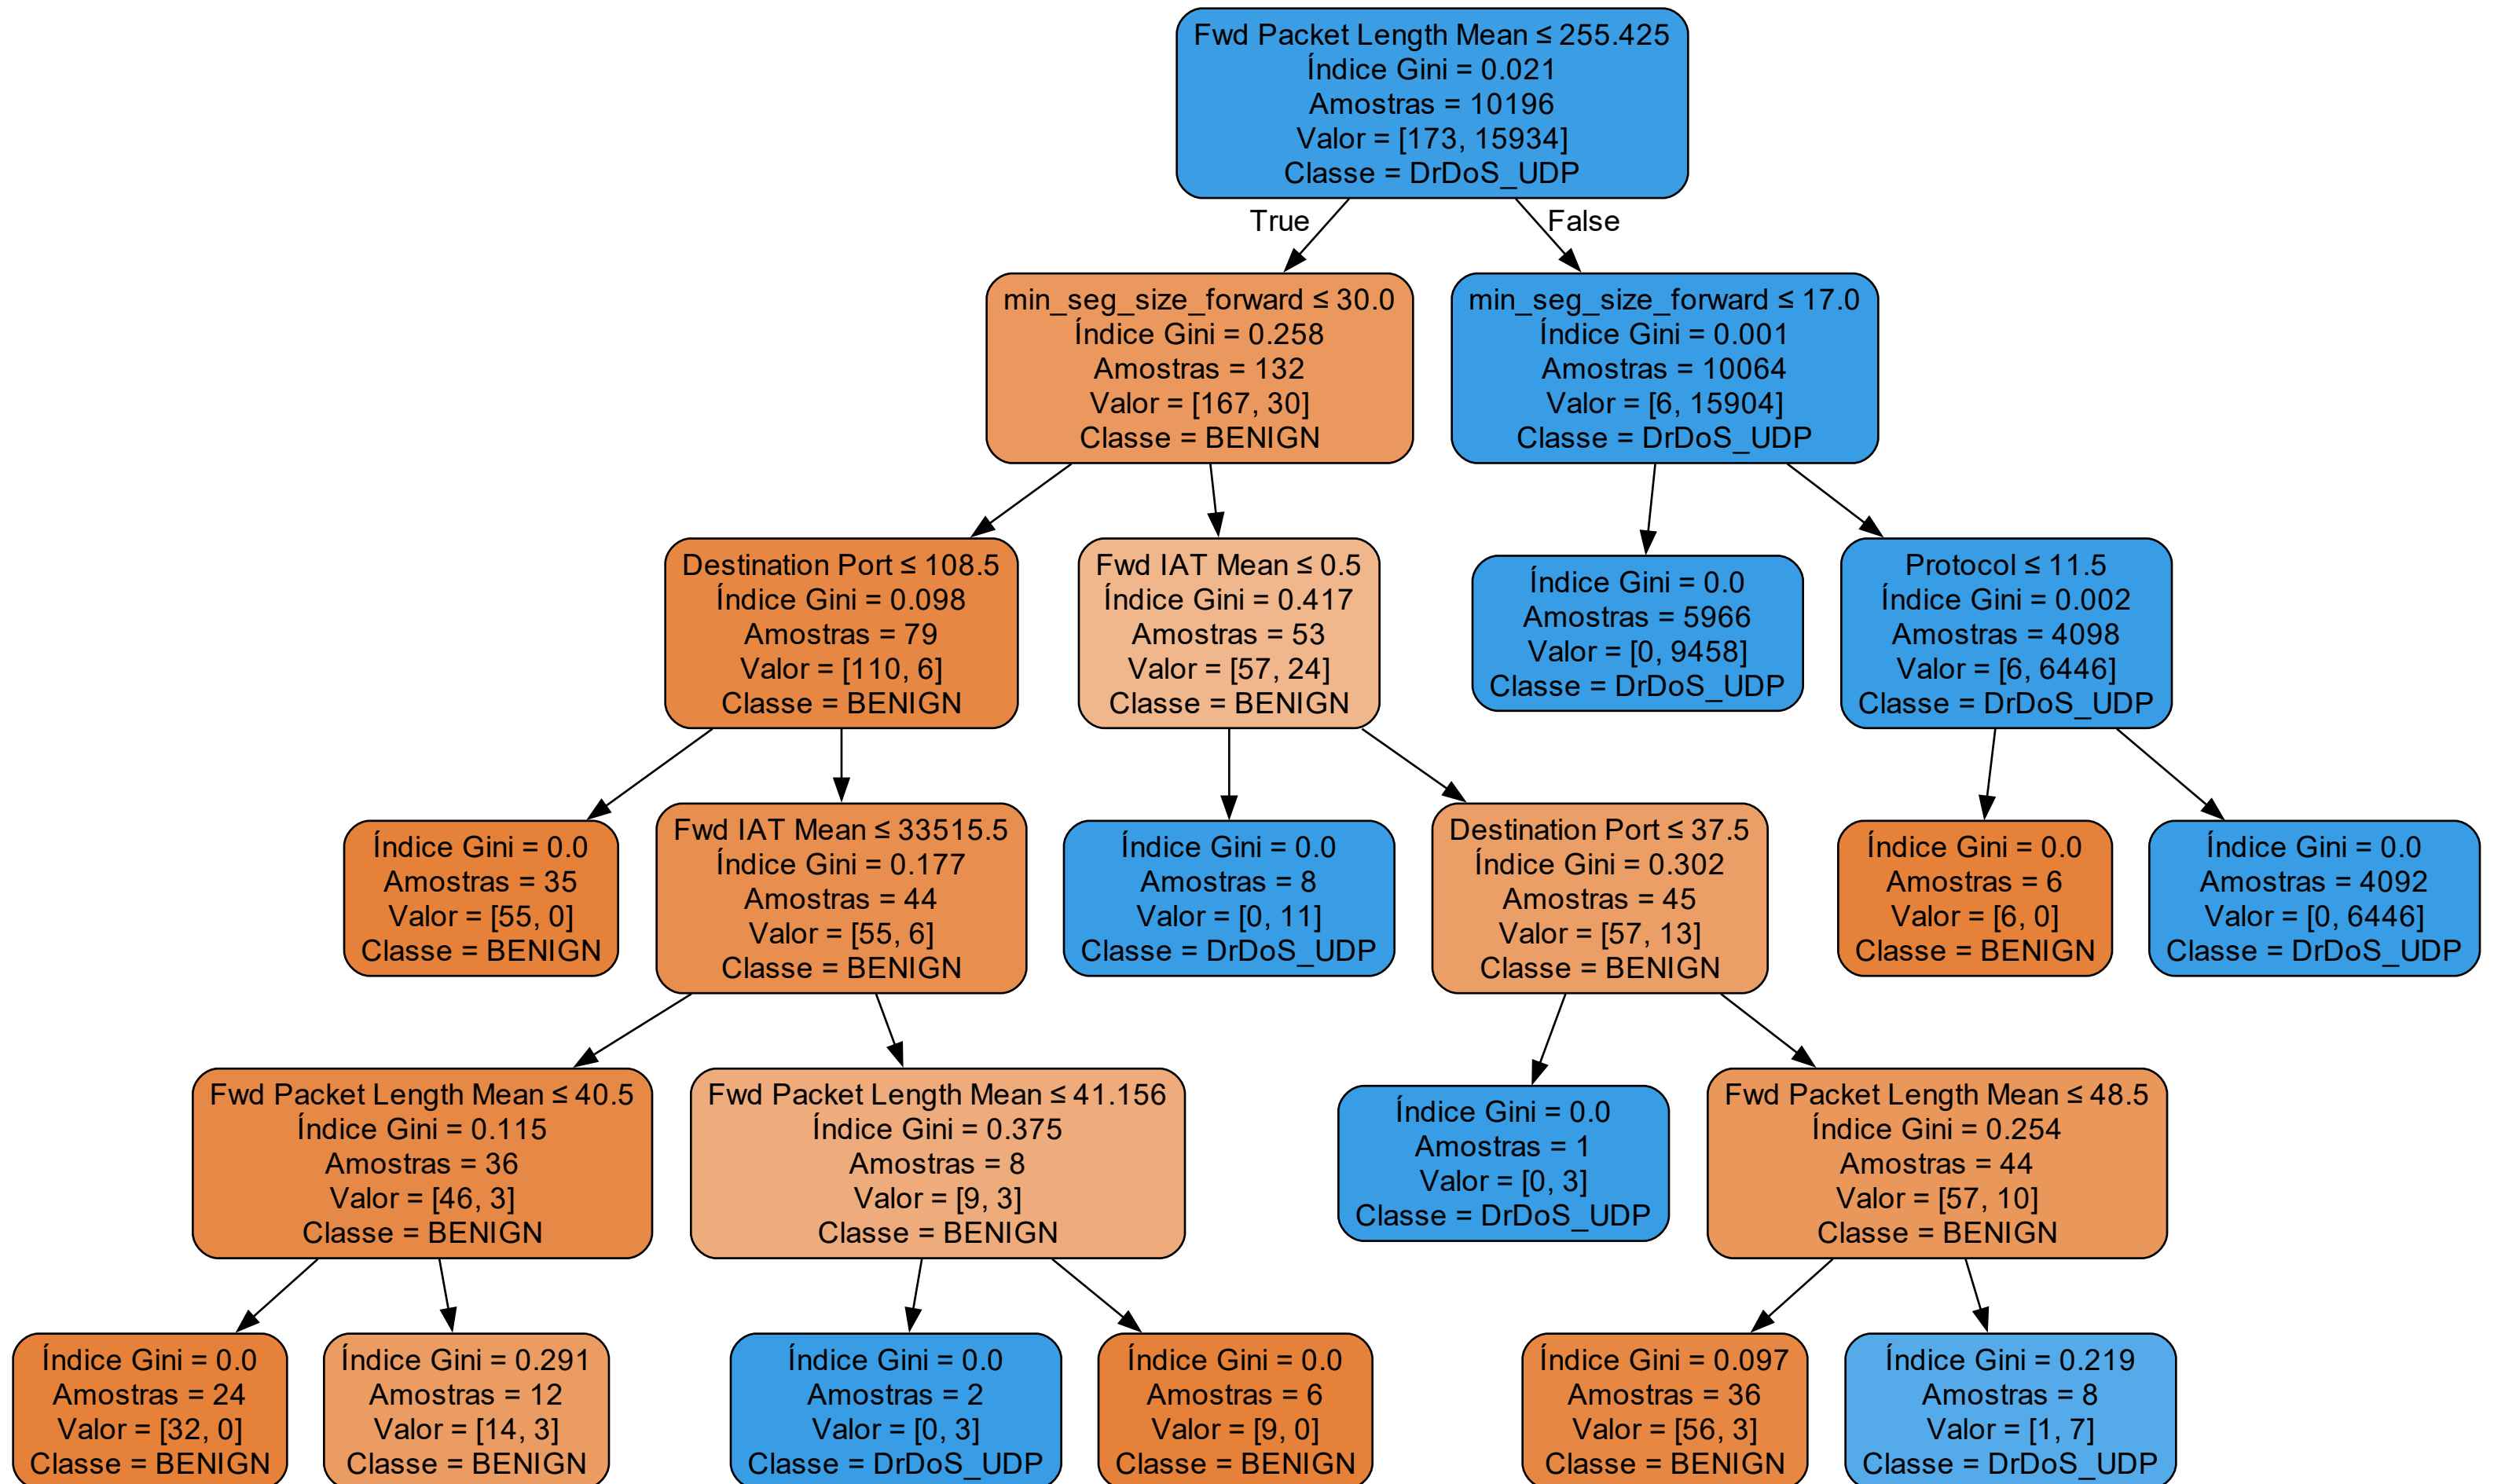 Fwd Packet Length Mean ≤ 255.425
Índice Gini = 0.021
Amostras = 10196
Valor = [173, 15934]
Classe = DrDoS_UDP
True
False
min_seg_size_forward ≤ 30.0
Índice Gini = 0.258
Amostras = 132
Valor = [167, 30]
Classe = BENIGN
min_seg_size_forward ≤ 17.0
Índice Gini = 0.001
Amostras = 10064
Valor = [6, 15904]
Classe = DrDoS_UDP
Destination Port ≤ 108.5
Índice Gini = 0.098
Amostras = 79
Valor = [110, 6]
Classe = BENIGN
Fwd IAT Mean ≤ 0.5
Índice Gini = 0.417
Amostras = 53
Valor = [57, 24]
Classe = BENIGN
Índice Gini = 0.0
Amostras = 5966
Valor = [0, 9458]
Classe = DrDoS_UDP
Protocol ≤ 11.5
Índice Gini = 0.002
Amostras = 4098
Valor = [6, 6446]
Classe = DrDoS_UDP
Índice Gini = 0.0
Amostras = 35
Valor = [55, 0]
Classe = BENIGN
Fwd IAT Mean ≤ 33515.5
Índice Gini = 0.177
Amostras = 44
Valor = [55, 6]
Classe = BENIGN
Índice Gini = 0.0
Amostras = 8
Valor = [0, 11]
Classe = DrDoS_UDP
Destination Port ≤ 37.5
Índice Gini = 0.302
Amostras = 45
Valor = [57, 13]
Classe = BENIGN
Índice Gini = 0.0
Amostras = 6
Valor = [6, 0]
Classe = BENIGN
Índice Gini = 0.0
Amostras = 4092
Valor = [0, 6446]
Classe = DrDoS_UDP
Fwd Packet Length Mean ≤ 40.5
Índice Gini = 0.115
Amostras = 36
Valor = [46, 3]
Classe = BENIGN
Fwd Packet Length Mean ≤ 41.156
Índice Gini = 0.375
Amostras = 8
Valor = [9, 3]
Classe = BENIGN
Índice Gini = 0.0
Amostras = 1
Valor = [0, 3]
Classe = DrDoS_UDP
Fwd Packet Length Mean ≤ 48.5
Índice Gini = 0.254
Amostras = 44
Valor = [57, 10]
Classe = BENIGN
Índice Gini = 0.0
Amostras = 24
Valor = [32, 0]
Classe = BENIGN
Índice Gini = 0.291
Amostras = 12
Valor = [14, 3]
Classe = BENIGN
Índice Gini = 0.0
Amostras = 2
Valor = [0, 3]
Classe = DrDoS_UDP
Índice Gini = 0.0
Amostras = 6
Valor = [9, 0]
Classe = BENIGN
Índice Gini = 0.097
Amostras = 36
Valor = [56, 3]
Classe = BENIGN
Índice Gini = 0.219
Amostras = 8
Valor = [1, 7]
Classe = DrDoS_UDP